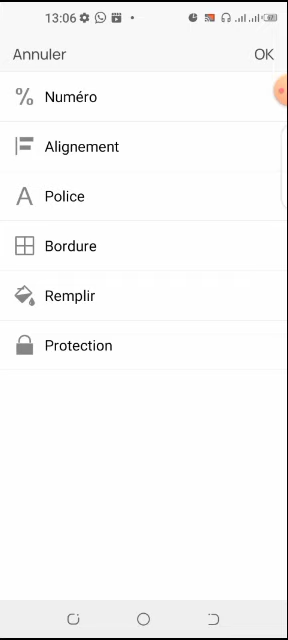 13:06
Annuler OK
% Numéro
Alignement
A Police
Bordure
Remplir
Protection